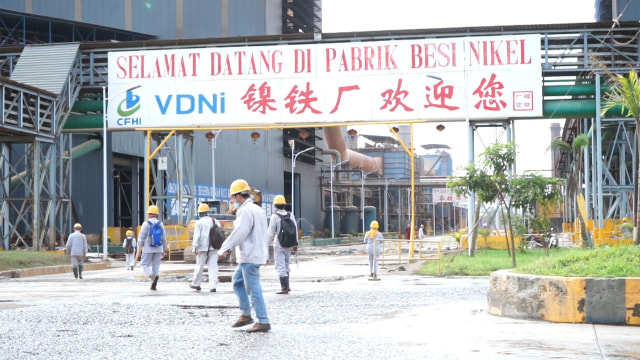 SELAMAT DATANG DI PABRIK BESI NIKEL
CFHI
VDNi
镍铁厂欢迎您